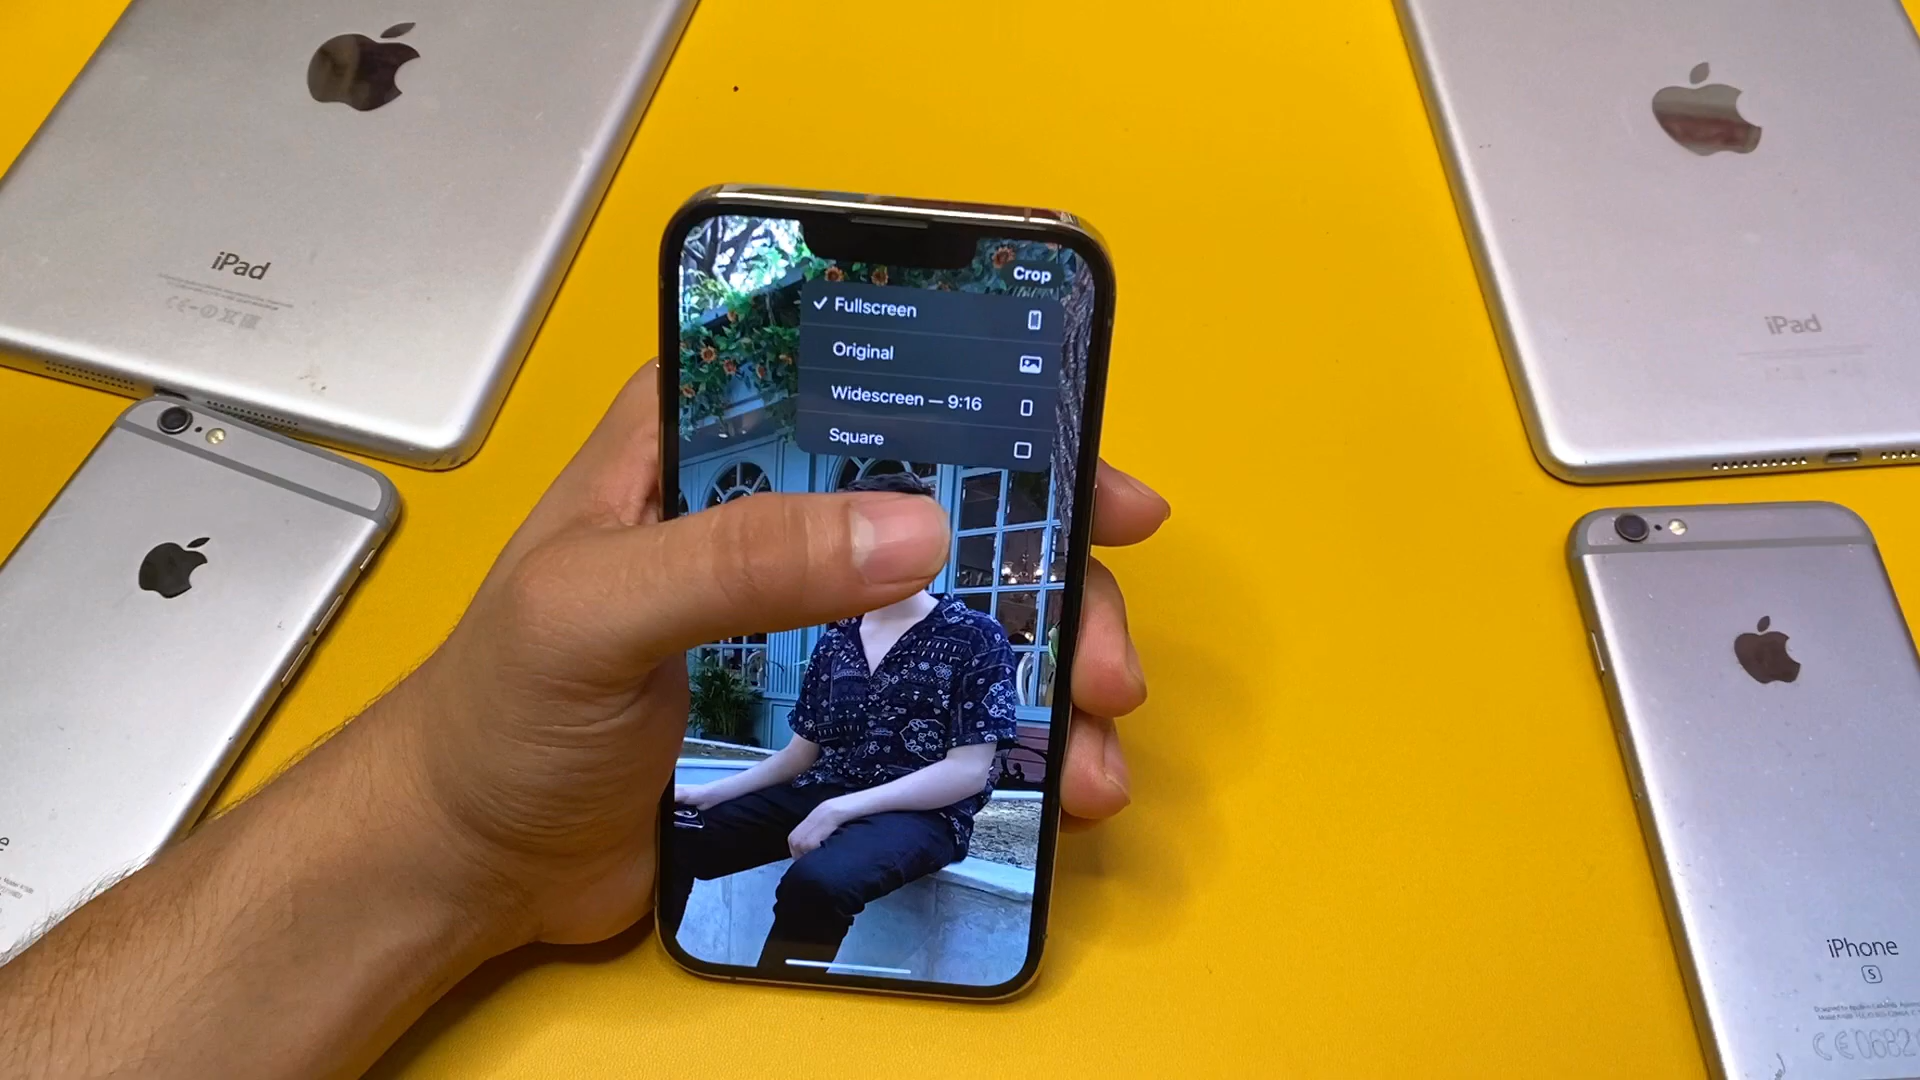 iPad
Crop
Fullscreen
Original
Widescreen — 9:16
Square
iPad
iPhone
S